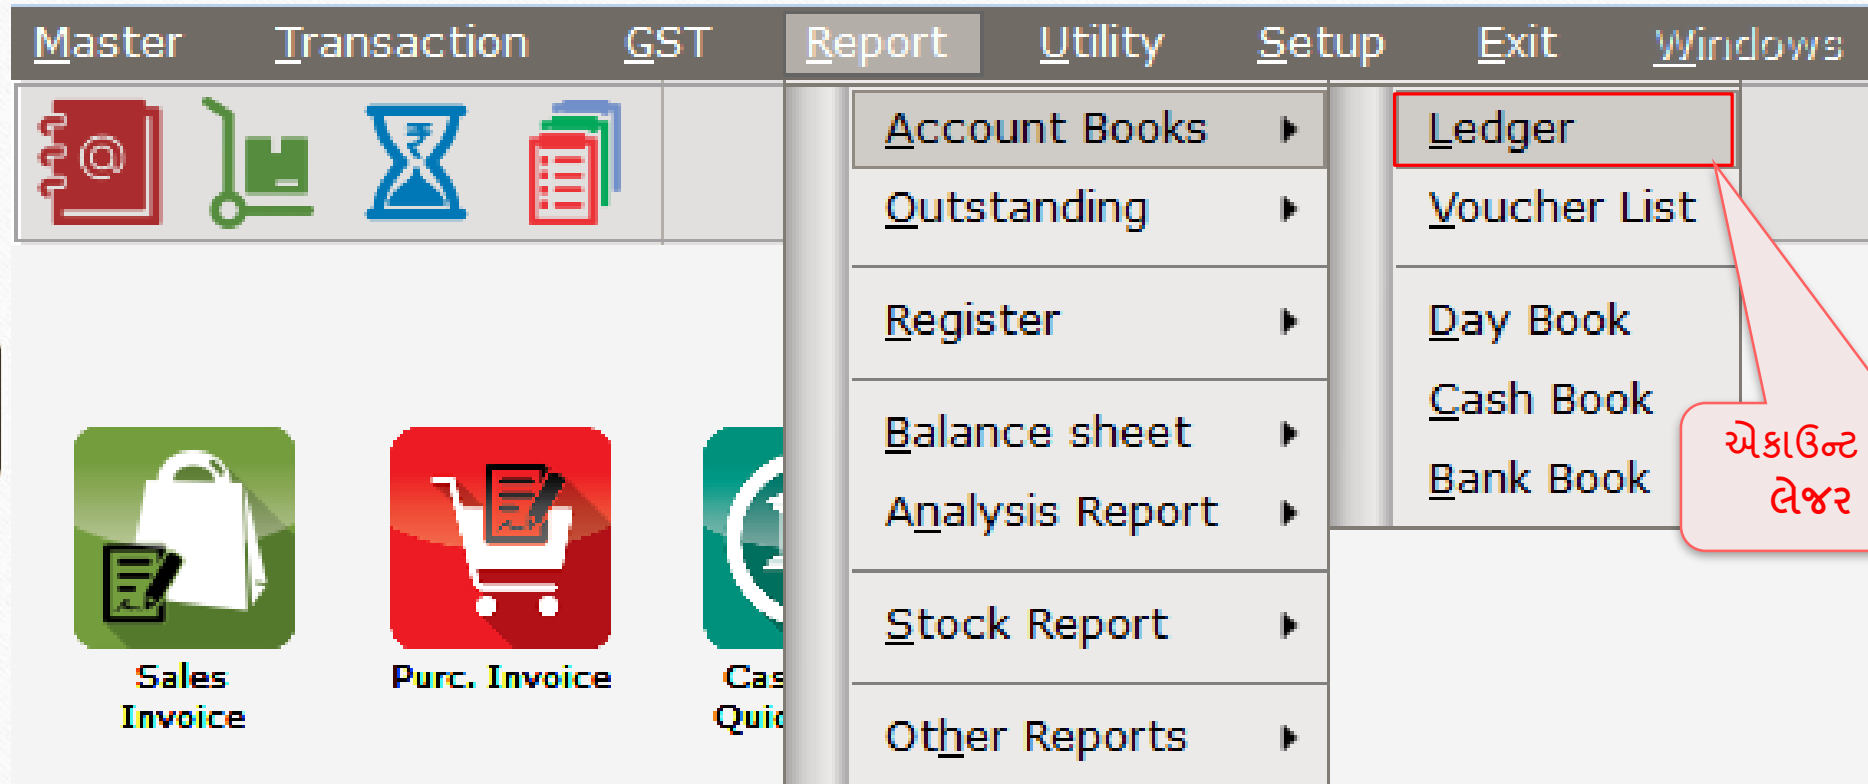 Master Transaction GST Report Utility Setup Exit Windows
@
₹
Account Books
Outstanding
Register
Balance sheet
Analysis Report
Stock Report
Other Reports
Ledger
Voucher List
Day Book
Cash Book
Bank Book
એકાઉન્ટ
લેજર
Sales
Invoice
Purc. Invoice